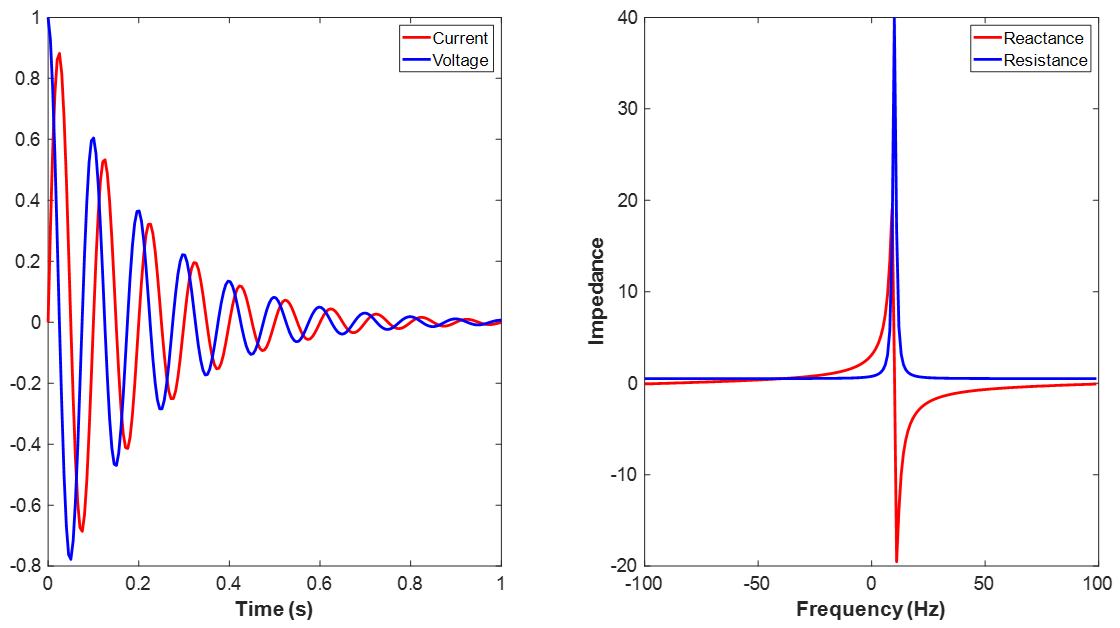 1
0.8
0.6
0.4
0.2
0
-0.2
-0.4
-0.6
-0.8
0 0.2 0.4 0.6 0.8 1
Time (s)
Current
Voltage
Impedance
40
30
20
10
0
-10
-20
-100 -50 0 50 100
Frequency (Hz)
Reactance
Resistance